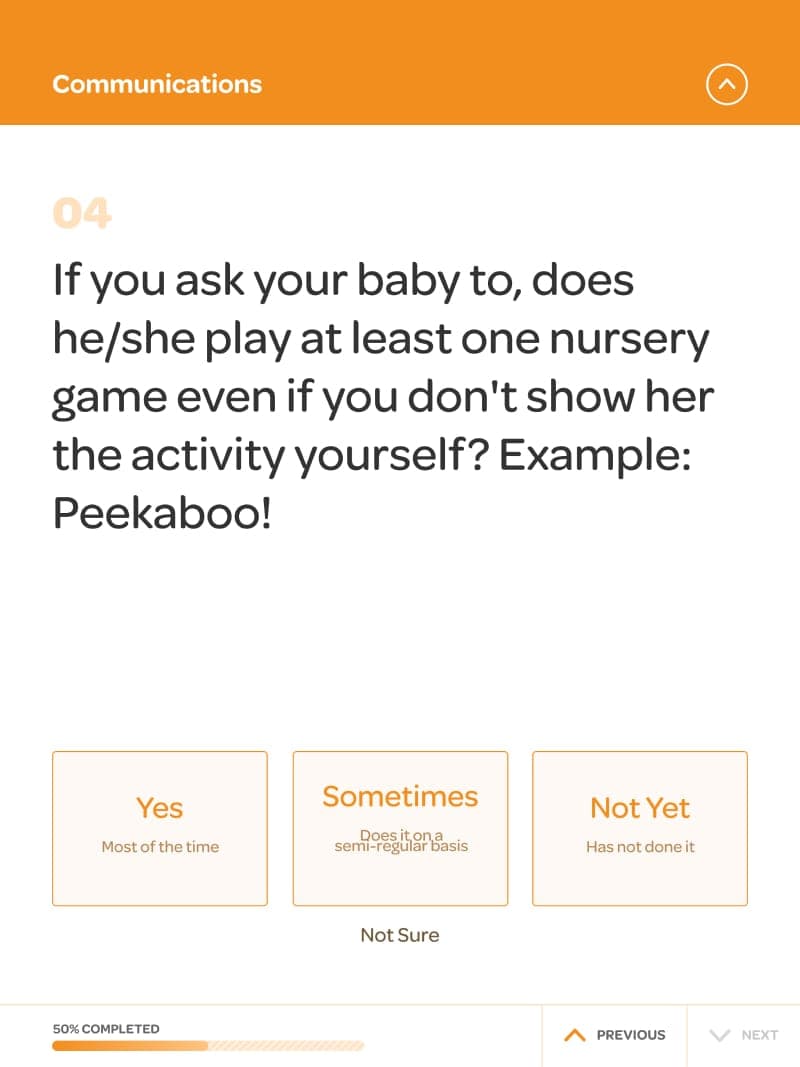 Communications
04
If you ask your baby to, does
he/she play at least one nursery
game even if you don't show her
the activity yourself? Example:
Peekaboo!
Yes
Most of the time
Sometimes
Does it on a
semi-regular basis
Not Yet
Has not done it
Not Sure
50% COMPLETED
PREVIOUS
NEXT